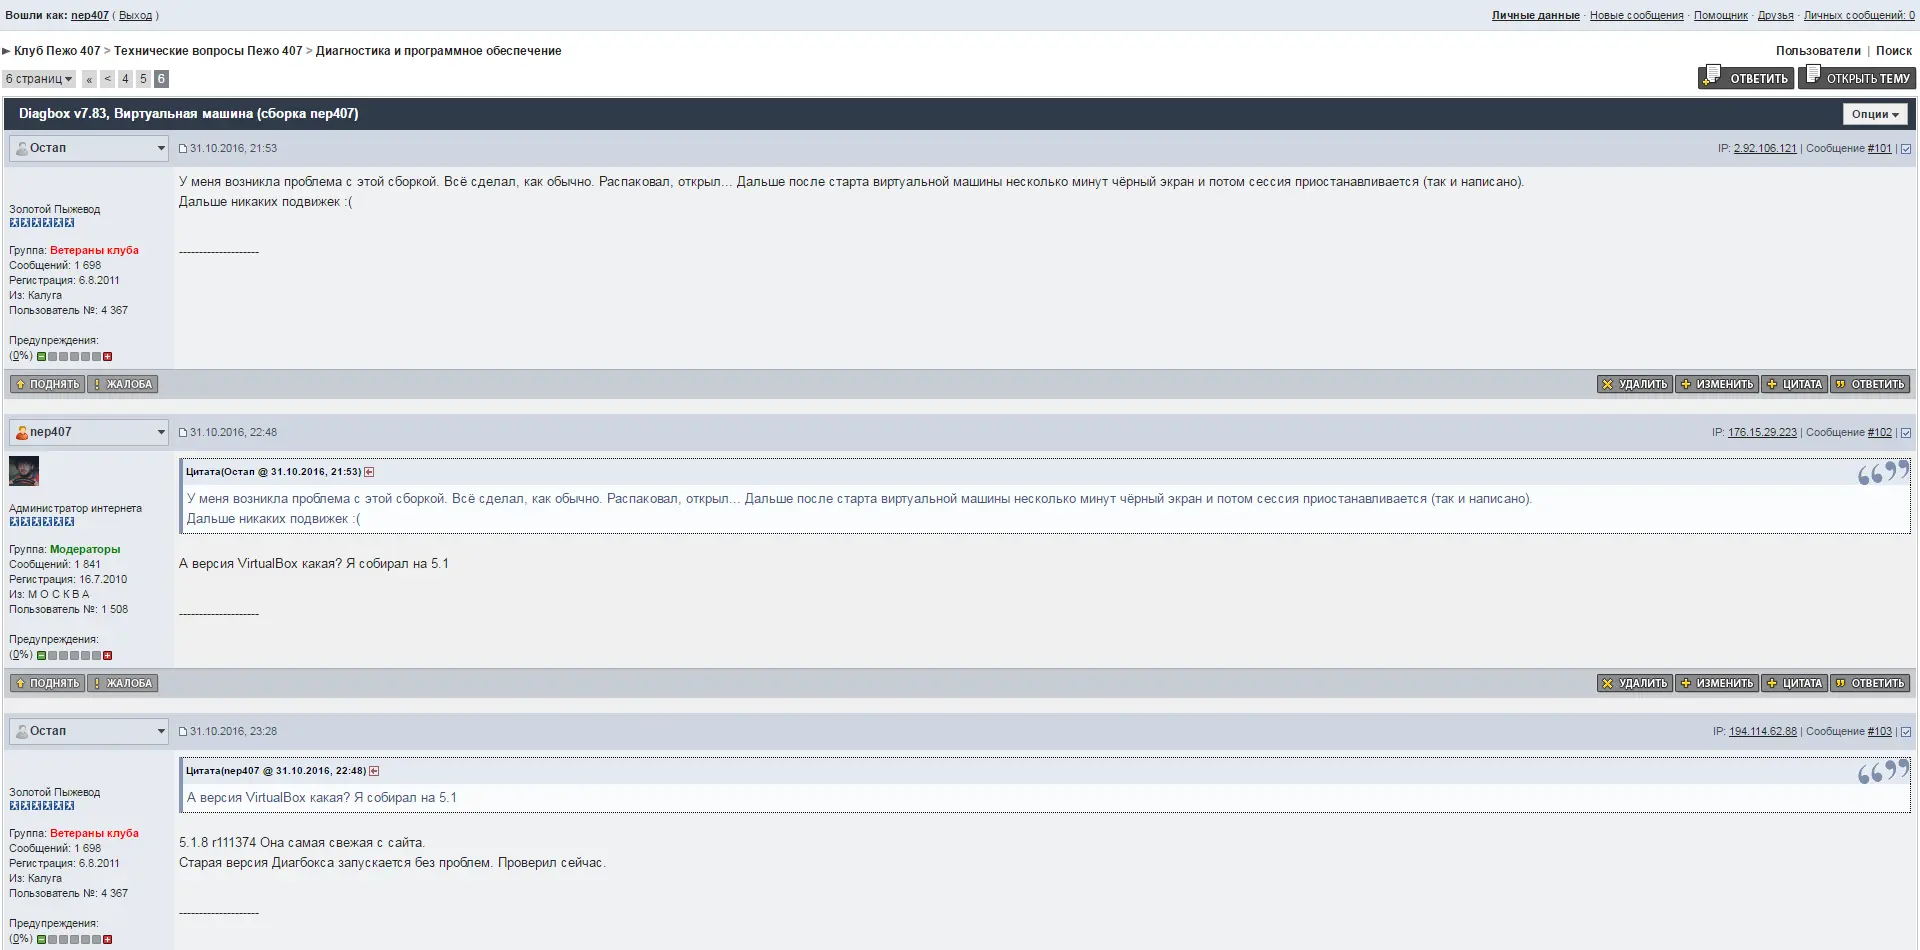 Вошли как: nep407 ( Выход )
Личные данные · Новые сообщения · Помощник · Друзья · Личных сообщений: 0
Клуб Пежо 407 > Технические вопросы Пежо 407 > Диагностика и программное обеспечение
Пользователи | Поиск
6 страниц « < 4 5 6
ОТВЕТИТЬ ОТКРЫТЬ ТЕМУ
Diagbox v7.83, Виртуальная машина (сборка nep407)
Опции
Остап
31.10.2016, 21:53
IP: 2.92.106.121 | Сообщение #101 |
Золотой Пыжевод
Группа: Ветераны клуба
Сообщений: 1 698
Регистрация: 6.8.2011
Из: Калуга
Пользователь №: 4 367
Предупреждения:
(0%)
У меня возникла проблема с этой сборкой. Всё сделал, как обычно. Распаковал, открыл... Дальше после старта виртуальной машины несколько минут чёрный экран и потом сессия приостанавливается (так и написано).
Дальше никаких подвижек :(
--------------------
ПОДНЯТЬ ЖАЛОБА
УДАЛИТЬ ИЗМЕНИТЬ ЦИТАТА ОТВЕТИТЬ
nep407
31.10.2016, 22:48
IP: 176.15.29.223 | Сообщение #102 |
Администратор интернета
Группа: Модераторы
Сообщений: 1 841
Регистрация: 16.7.2010
Из: М О С К В А
Пользователь №: 1 508
Предупреждения:
(0%)
Цитата(Остап @ 31.10.2016, 21:53)
У меня возникла проблема с этой сборкой. Всё сделал, как обычно. Распаковал, открыл... Дальше после старта виртуальной машины несколько минут чёрный экран и потом сессия приостанавливается (так и написано).
Дальше никаких подвижек :(
А версия VirtualBox какая? Я собирал на 5.1
--------------------
ПОДНЯТЬ ЖАЛОБА
УДАЛИТЬ ИЗМЕНИТЬ ЦИТАТА ОТВЕТИТЬ
Остап
31.10.2016, 23:28
IP: 194.114.62.88 | Сообщение #103 |
Золотой Пыжевод
Группа: Ветераны клуба
Сообщений: 1 698
Регистрация: 6.8.2011
Из: Калуга
Пользователь №: 4 367
Предупреждения:
(0%)
Цитата(nep407 @ 31.10.2016, 22:48)
А версия VirtualBox какая? Я собирал на 5.1
5.1.8 r111374 Она самая свежая с сайта.
Старая версия Диагбокса запускается без проблем. Проверил сейчас.
--------------------